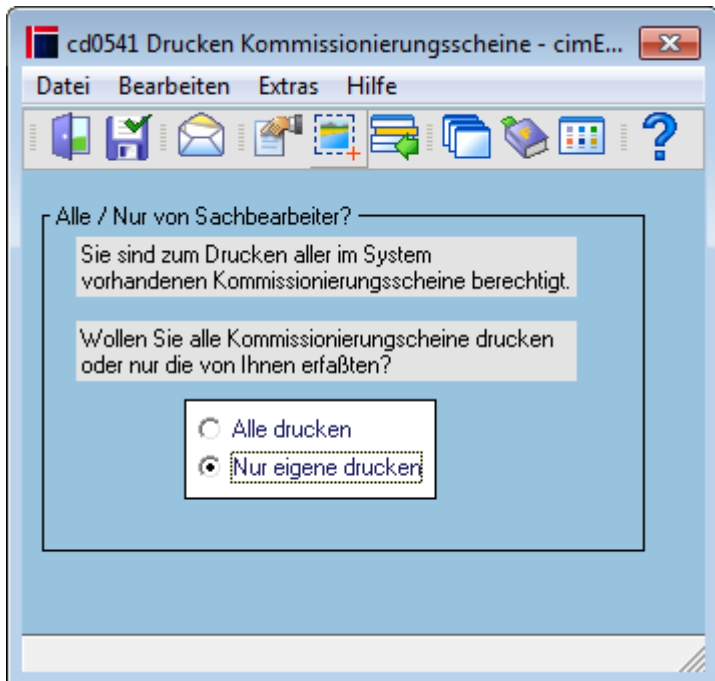 cd0541 Drucken Kommissionierungsscheine - cimE...
Datei Bearbeiten Extras Hilfe
Alle / Nur von Sachbearbeiter?
Sie sind zum Drucken aller im System
vorhandenen Kommissionierungsscheine berechtigt.
Wollen Sie alle Kommissionierungscheine drucken
oder nur die von Ihnen erfaßten?
Alle drucken
Nur eigene drucken